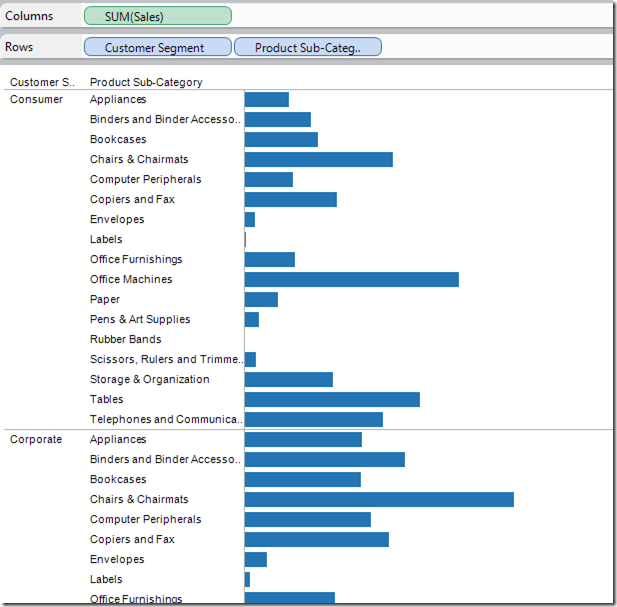 Columns SUM(Sales)
Rows Customer Segment Product Sub-Categ..
Customer S.. Product Sub-Category
Consumer Appliances
Binders and Binder Accesso..
Bookcases
Chairs & Chairmats
Computer Peripherals
Copiers and Fax
Envelopes
Labels
Office Furnishings
Office Machines
Paper
Pens & Art Supplies
Rubber Bands
Scissors, Rulers and Trimme..
Storage & Organization
Tables
Telephones and Communica..
Corporate Appliances
Binders and Binder Accesso..
Bookcases
Chairs & Chairmats
Computer Peripherals
Copiers and Fax
Envelopes
Labels
Office Furnishings